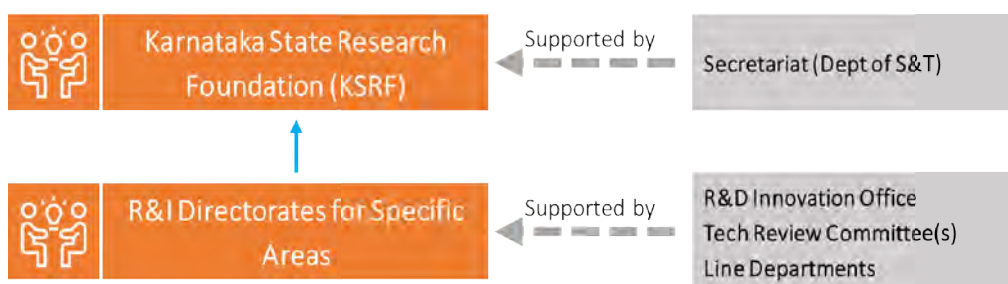 Karnataka State Research
Foundation (KSRF)
Supported by
Secretariat (Dept of S&T)
R&I Directorates for Specific
Areas
Supported by
R&D Innovation Office
Tech Review Committee(s)
Line Departments